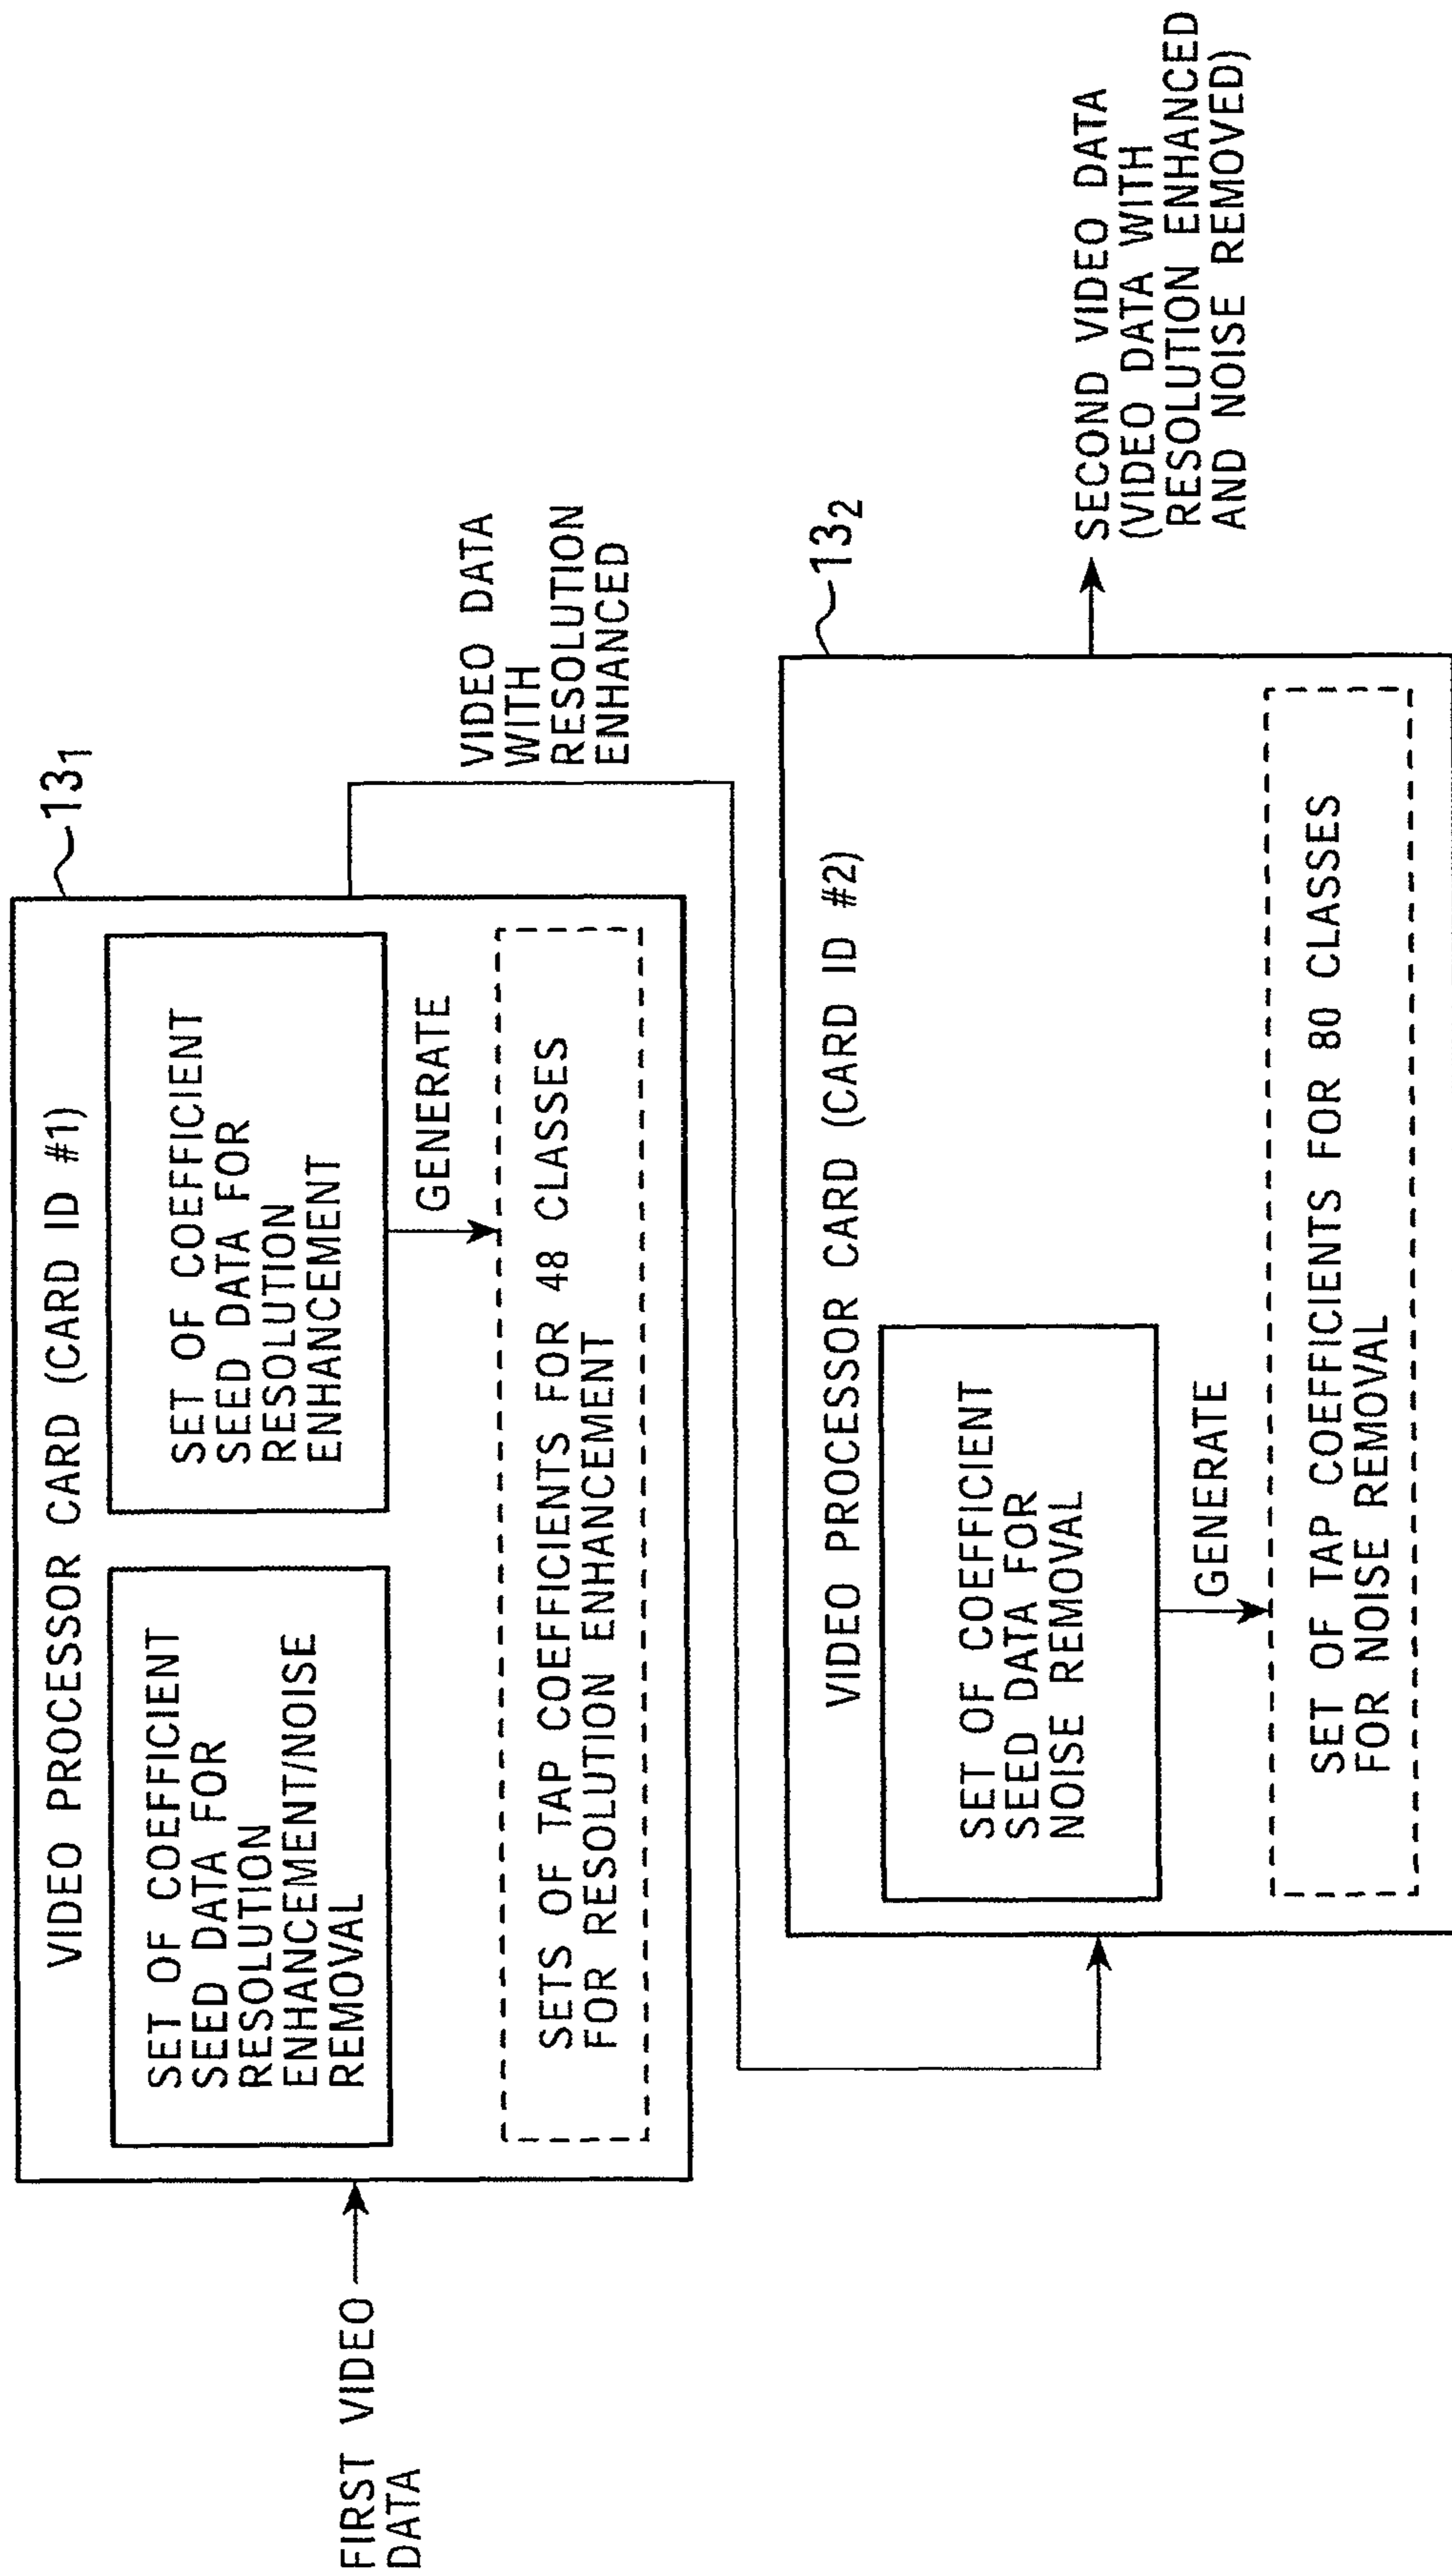 FIRST VIDEO
DATA
13₁
VIDEO PROCESSOR CARD (CARD ID #1)
SET OF COEFFICIENT
SEED DATA FOR
RESOLUTION
ENHANCEMENT/NOISE
REMOVAL
SET OF COEFFICIENT
SEED DATA FOR
RESOLUTION
ENHANCEMENT
GENERATE
SETS OF TAP COEFFICIENTS FOR 48 CLASSES
FOR RESOLUTION ENHANCEMENT
VIDEO DATA
WITH
RESOLUTION
ENHANCED
13₂
VIDEO PROCESSOR CARD (CARD ID #2)
SET OF COEFFICIENT
SEED DATA FOR
NOISE REMOVAL
GENERATE
SET OF TAP COEFFICIENTS FOR 80 CLASSES
FOR NOISE REMOVAL
SECOND VIDEO DATA
(VIDEO DATA WITH
RESOLUTION ENHANCED
AND NOISE REMOVED)